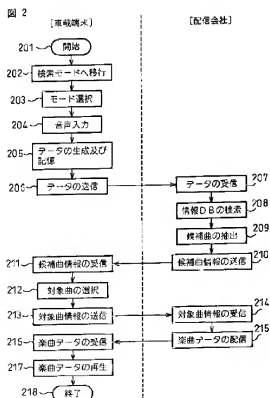 図 2
[車載端末]
[配信会社]
201
開始
202
検索モードへ移行
203
モード選択
204
音声入力
205
データの生成及び
記憶
206
データの送信
207
データの受信
208
情報DBの検索
209
候補曲の抽出
210
候補曲情報の送信
211
候補曲情報の受信
212
対象曲の選択
213
対象曲情報の送信
214
対象曲情報の受信
215
楽曲データの配信
216
楽曲データの受信
217
楽曲データの再生
218
終了